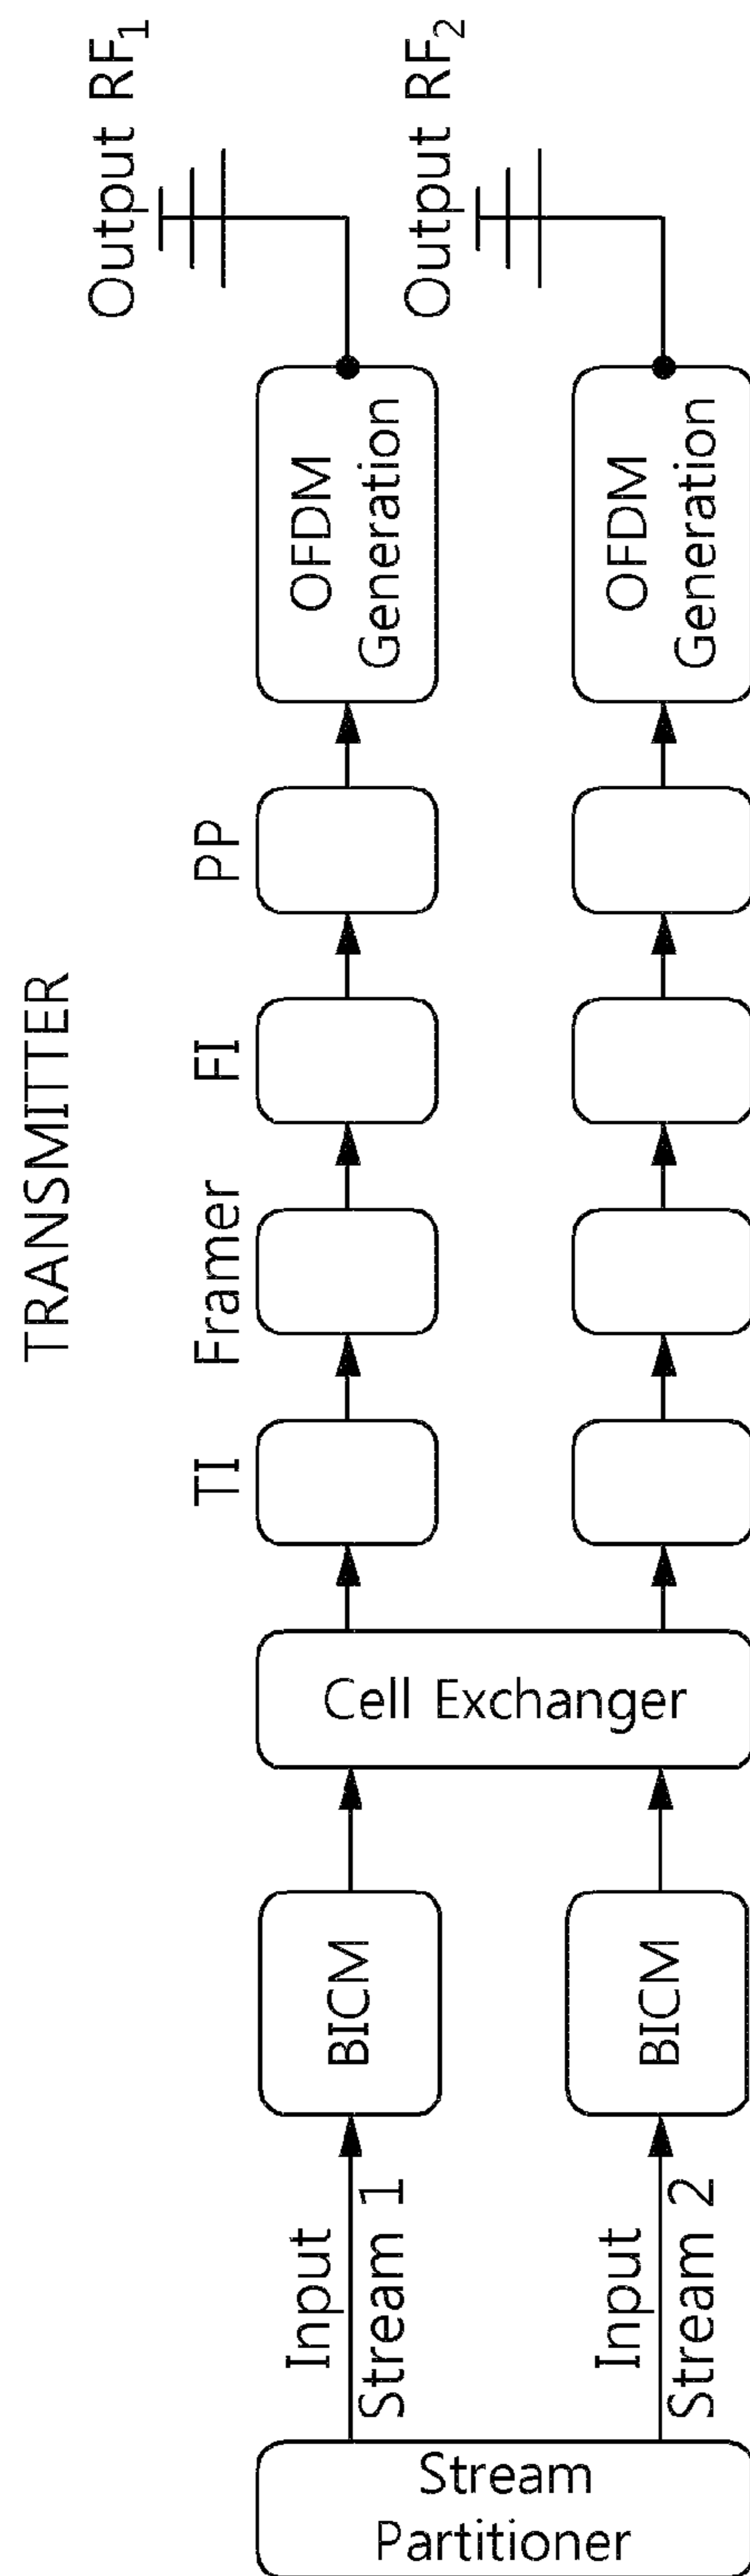 TRANSMITTER
Output RF1
TI
Framer
FI
PP
Stream
Partitioner
Input
Stream 1
BICM
Cell Exchanger
OFDM
Generation
Output RF2
Input
Stream 2
BICM
OFDM
Generation